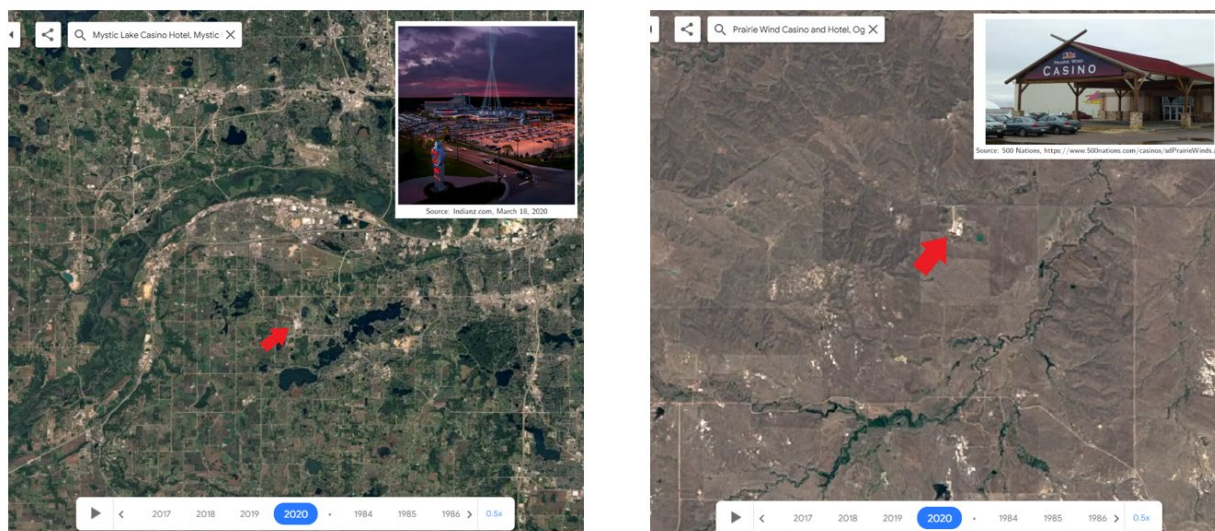 Mystic Lake Casino Hotel, Mystic
Source: Indianz.com, March 18, 2020
2017 2018 2019 2020 1984 1985 1986 0.5x
Prairie Wind Casino and Hotel, Og
PRAIRIE WIND
CASINO
Source: 500 Nations, https://www.500nations.com/casinos/sdPrairieWinds.a
2017 2018 2019 2020 1984 1985 1986 0.5x